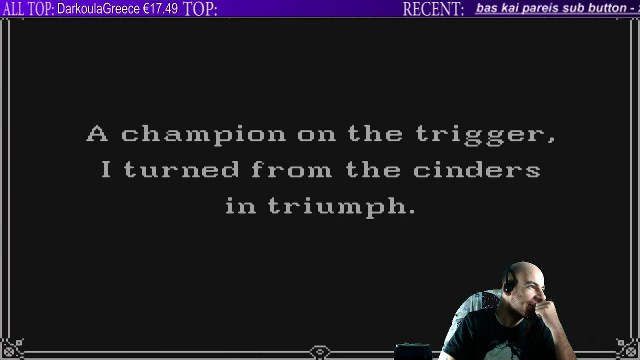 ALL TOP: DarkoulaGreece €17.49 TOP: RECENT: bas kai pareis sub button -
A champion on the trigger,
I turned from the cinders
in triumph.